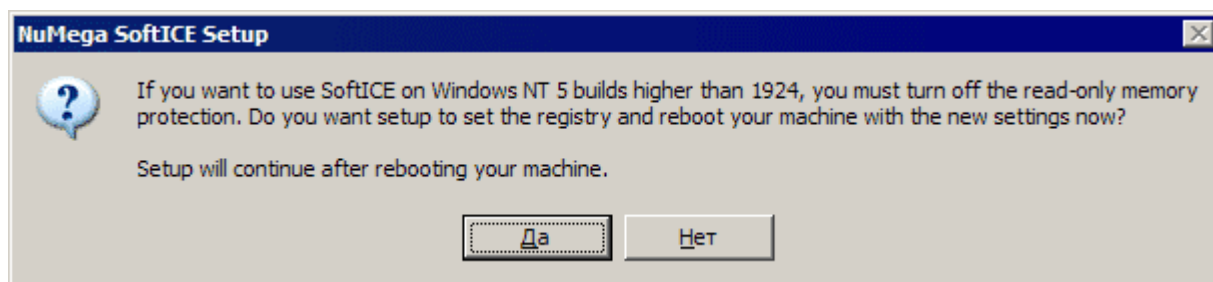 NuMega SoftICE Setup
If you want to use SoftICE on Windows NT 5 builds higher than 1924, you must turn off the read-only memory
protection. Do you want setup to set the registry and reboot your machine with the new settings now?
Setup will continue after rebooting your machine.
Да Нет